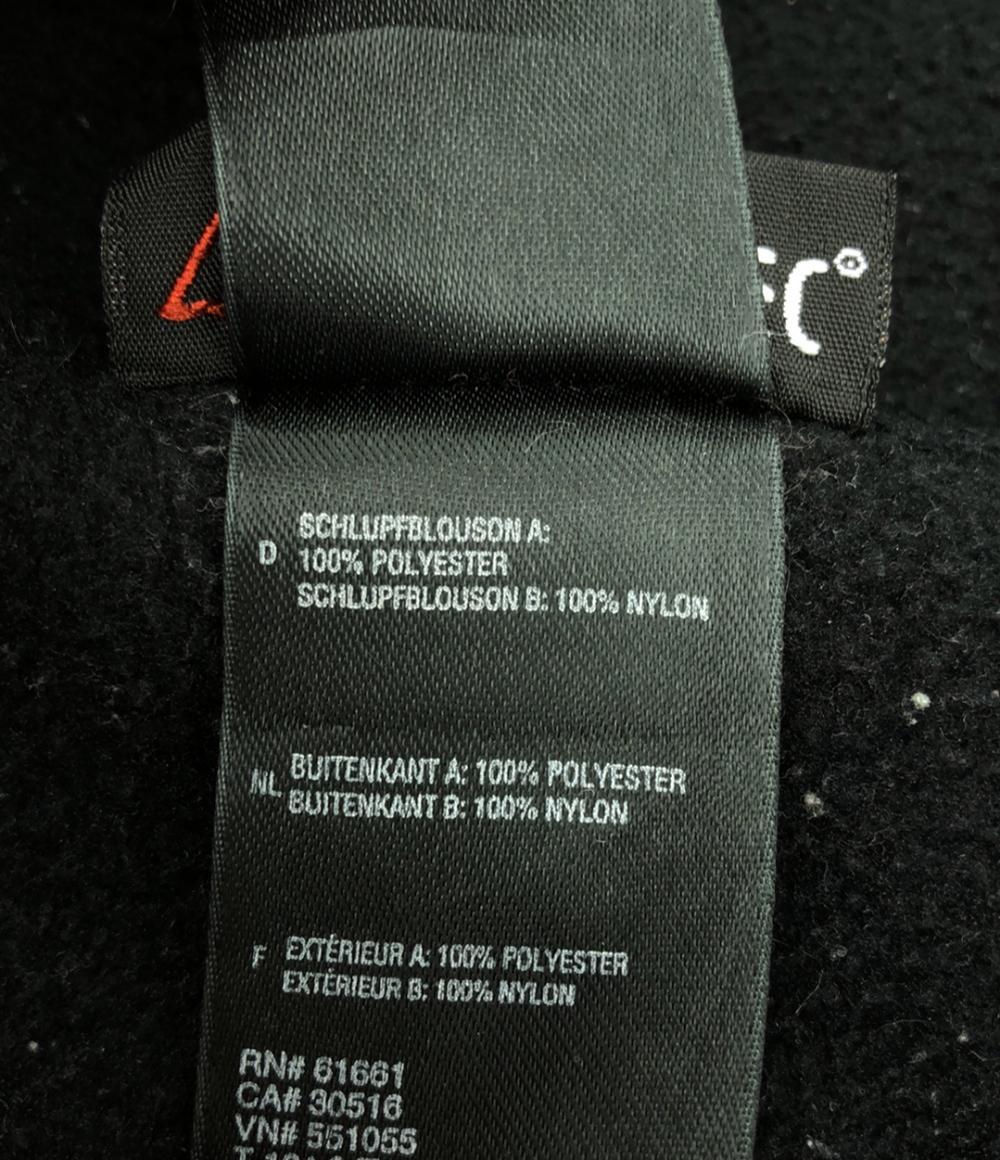 SCHLUPFBLOUSON A:
D 100% POLYESTER
SCHLUPFBLOUSON B: 100% NYLON
NL BUITENKANT A: 100% POLYESTER
BUITENKANT B: 100% NYLON
F EXTÉRIEUR A: 100% POLYESTER
EXTÉRIEUR B: 100% NYLON
RN# 61661
CA# 30516
VN# 551055